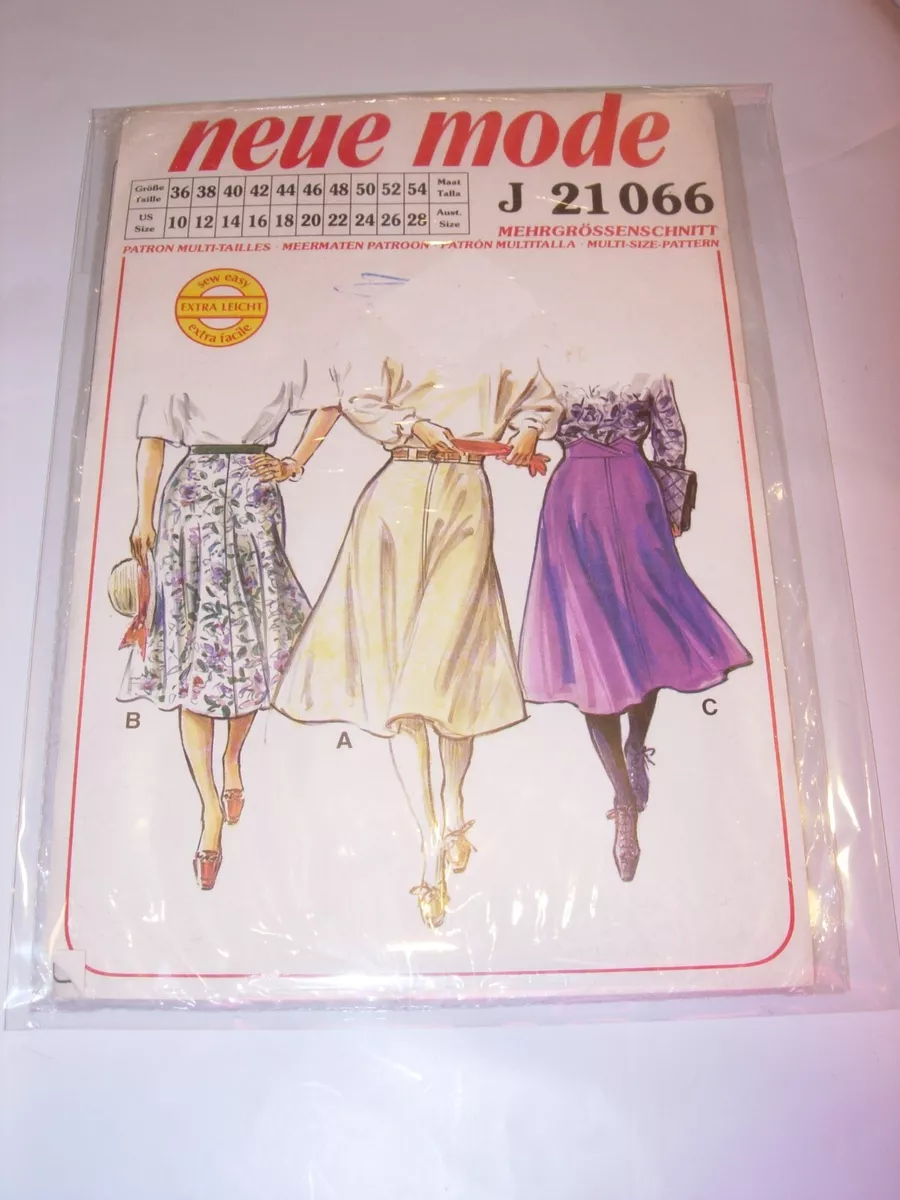 neue mode
Größe Taille 36 38 40 42 44 46 48 50 52 54 Maat Talla
US Size 10 12 14 16 18 20 22 24 26 28 Aust. Size
J 21 066
MEHRGRÖSSENSCHNITT
PATRON MULTI-TAILLES · MEERMATEN PATROON · PATRÓN MULTITALLA · MULTI-SIZE-PATTERN
sew easy
EXTRA LEICHT
extra facile
B
A
C